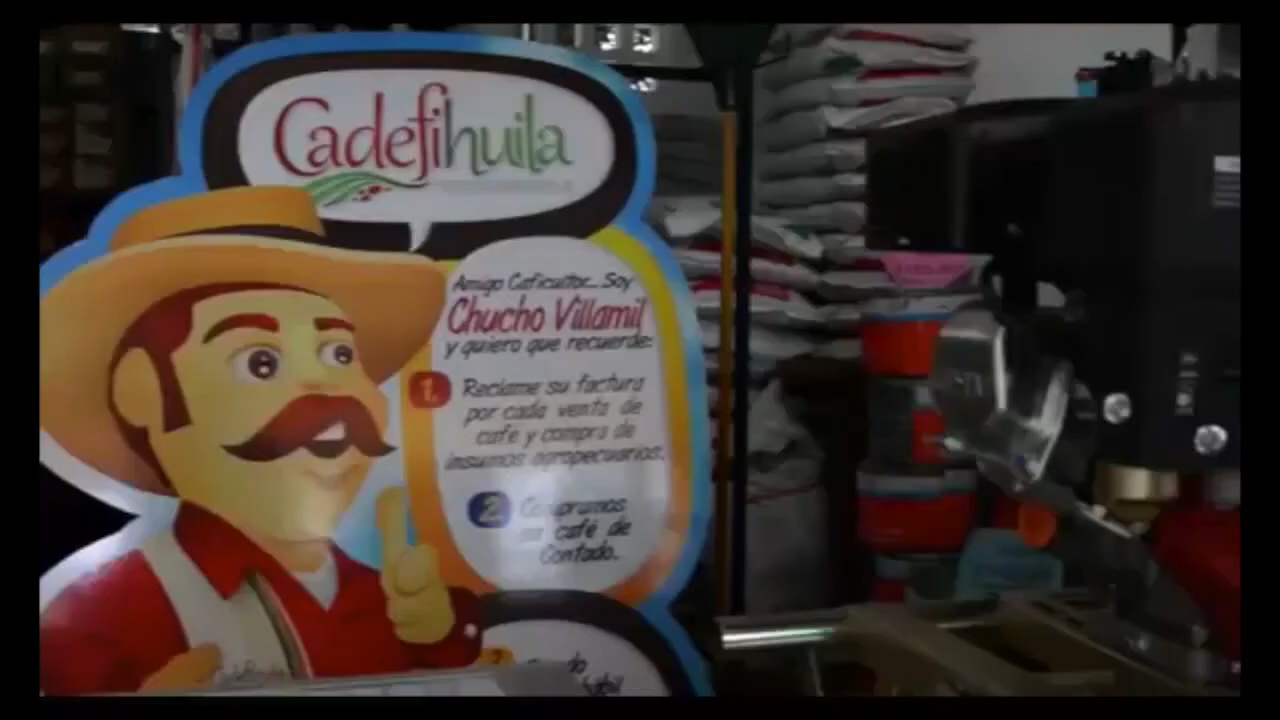 Cadefihuila
Amigo Caficultor... Soy
Chucho Villamil
y quiero que recuerde:
1. Reclame su factura
por cada venta de
café y compra de
insumos agropecuarios.
2. Compramos
su café de
Contado.